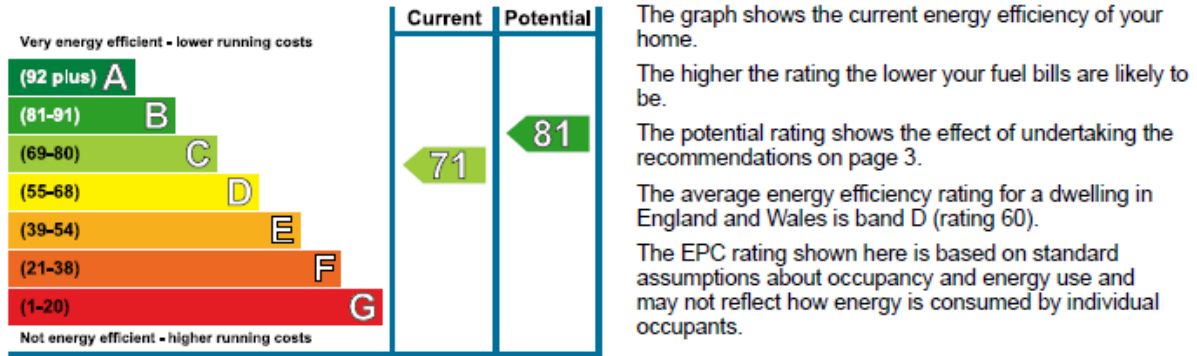 Current Potential
Very energy efficient - lower running costs
(92 plus) A
(81-91) B
81
(69-80) C
71
(55-68) D
(39-54) E
(21-38) F
(1-20) G
Not energy efficient - higher running costs
The graph shows the current energy efficiency of your
home.
The higher the rating the lower your fuel bills are likely to
be.
The potential rating shows the effect of undertaking the
recommendations on page 3.
The average energy efficiency rating for a dwelling in
England and Wales is band D (rating 60).
The EPC rating shown here is based on standard
assumptions about occupancy and energy use and
may not reflect how energy is consumed by individual
occupants.